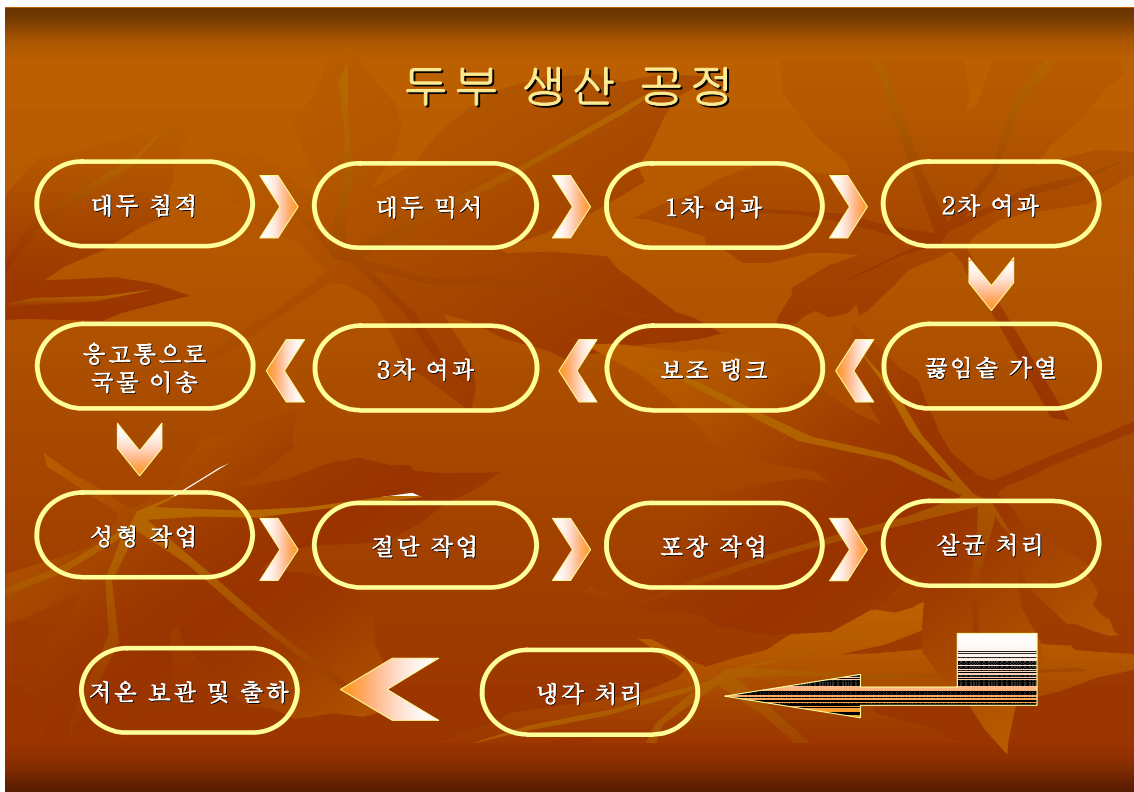 두부 생산 공정
대두 침적
대두 믹서
1차 여과
2차 여과
끓임솥 가열
보조 탱크
3차 여과
응고통으로
국물 이송
성형 작업
절단 작업
포장 작업
살균 처리
냉각 처리
저온 보관 및 출하